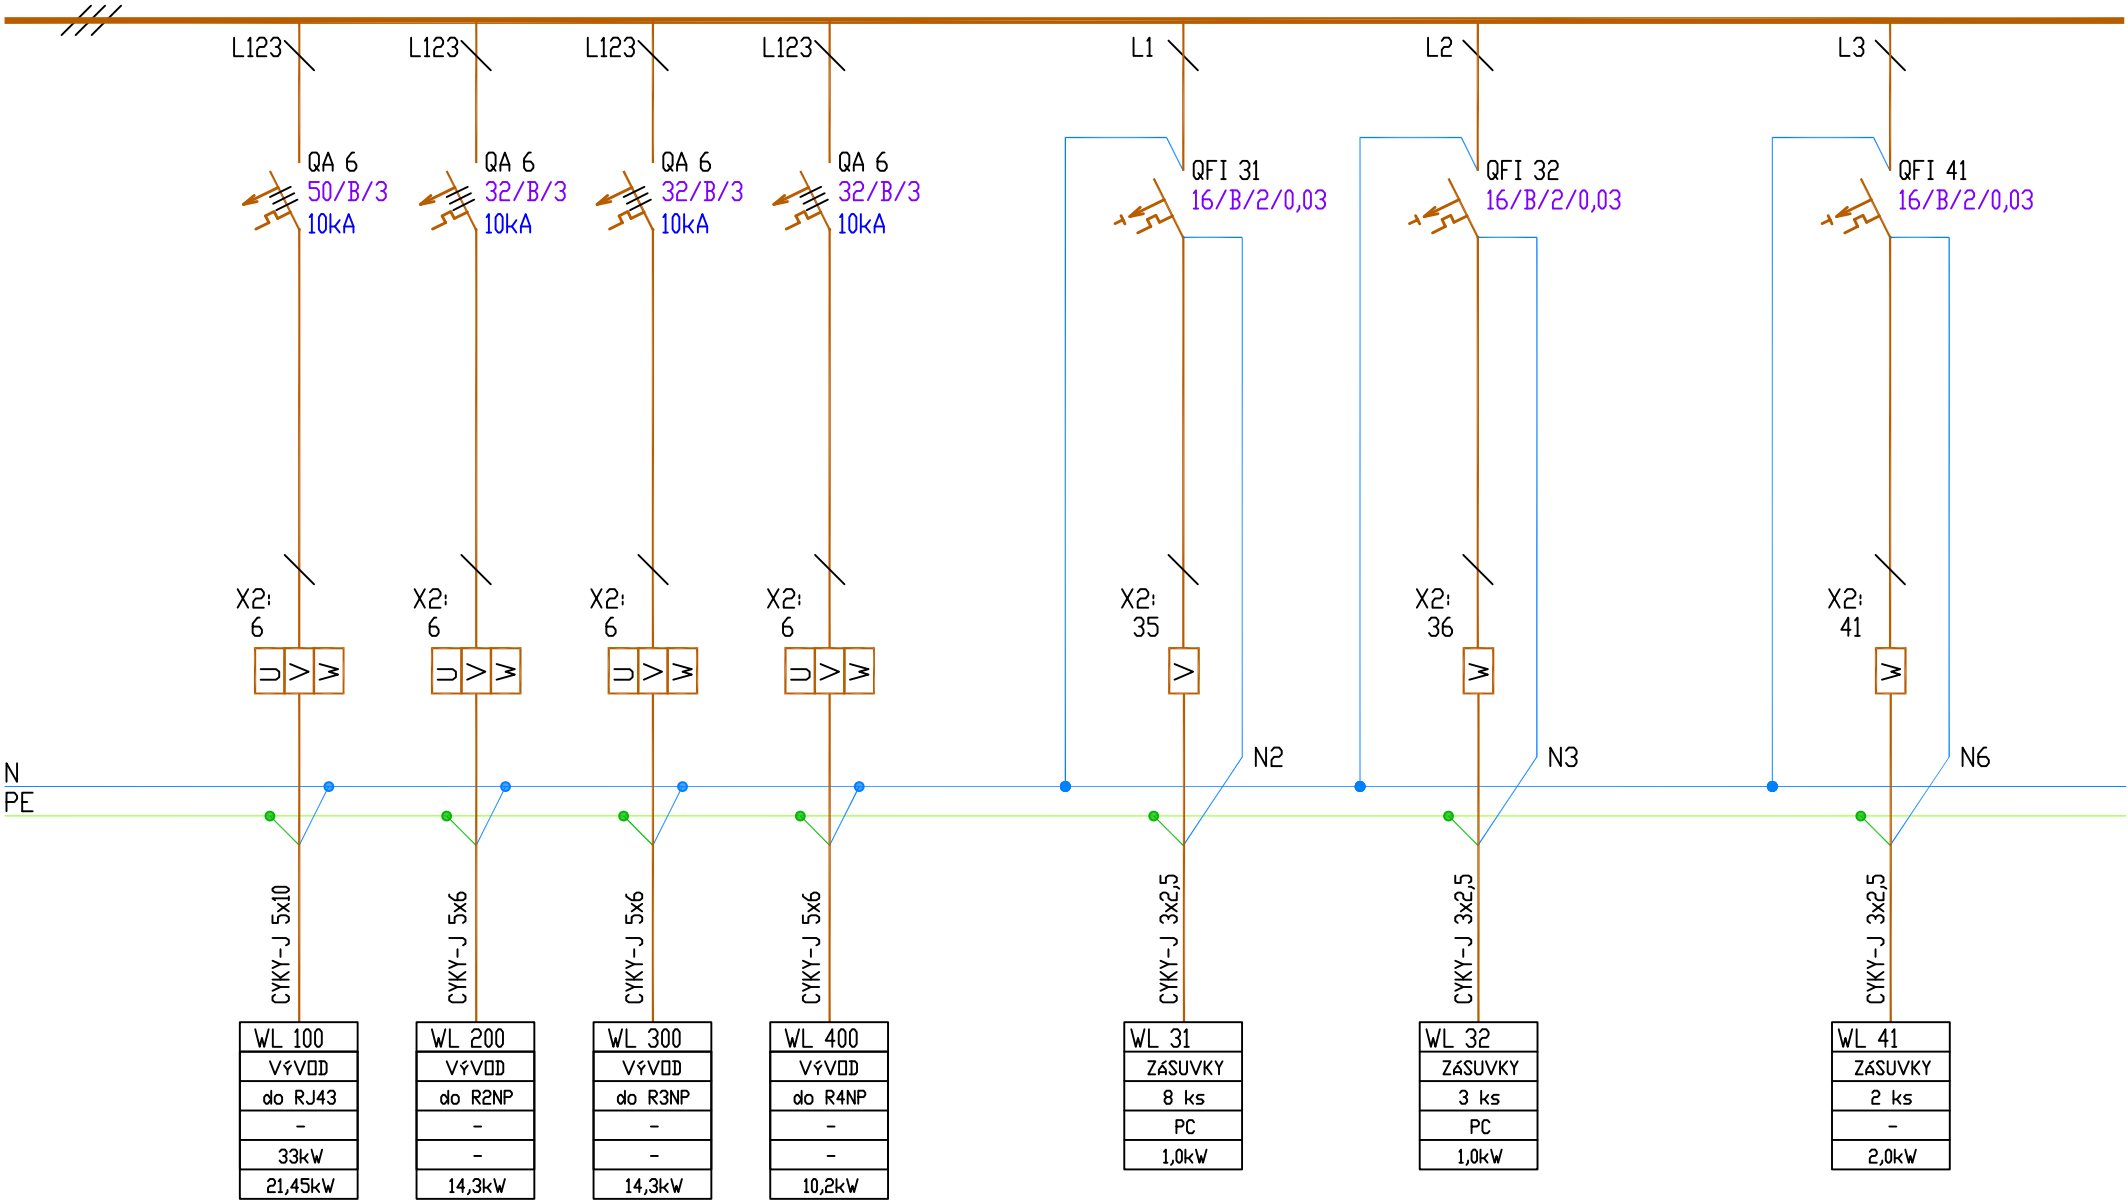 L123
L123
L123
L123
L1
L2
L3
QA 6
50/B/3
10kA
QA 6
32/B/3
10kA
QA 6
32/B/3
10kA
QA 6
32/B/3
10kA
QFI 31
16/B/2/0,03
QFI 32
16/B/2/0,03
QFI 41
16/B/2/0,03
X2:
6
X2:
6
X2:
6
X2:
6
X2:
35
X2:
36
X2:
41
U V W
U V W
U V W
U V W
V
W
W
N2
N3
N6
N
PE
CYKY-J 5x10
CYKY-J 5x6
CYKY-J 5x6
CYKY-J 5x6
CYKY-J 3x2,5
CYKY-J 3x2,5
CYKY-J 3x2,5
WL 100
VÝVOD
do RJ43
-
33kW
21,45kW
WL 200
VÝVOD
do R2NP
-
-
14,3kW
WL 300
VÝVOD
do R3NP
-
-
14,3kW
WL 400
VÝVOD
do R4NP
-
-
10,2kW
WL 31
ZÁSUVKY
8 ks
PC
1,0kW
WL 32
ZÁSUVKY
3 ks
PC
1,0kW
WL 41
ZÁSUVKY
2 ks
-
2,0kW